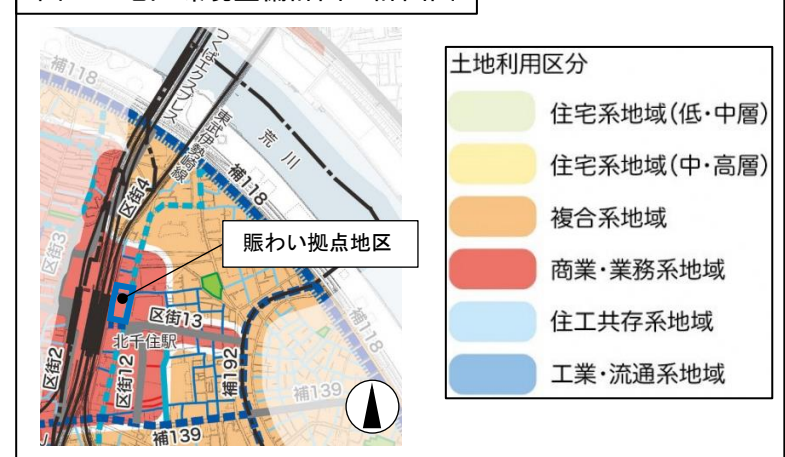 つくばエクスプレス
東武伊勢崎線
荒川
補118
補118
区街4
区街3
賑わい拠点地区
区街13
北千住駅
区街2
区街12
補192
補118
補139
補139
土地利用区分
住宅系地域(低・中層)
住宅系地域(中・高層)
複合系地域
商業・業務系地域
住工共存系地域
工業・流通系地域